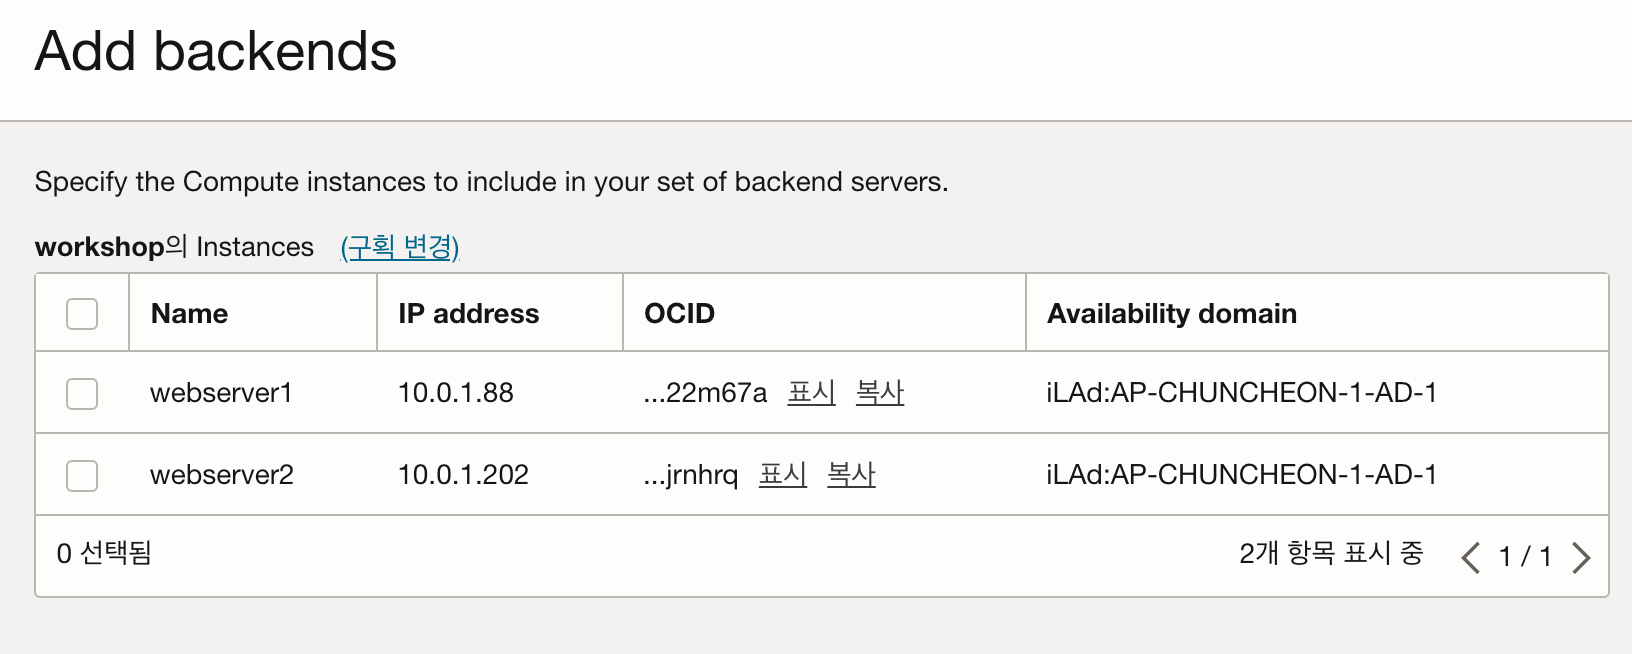 Add backends
Specify the Compute instances to include in your set of backend servers.
workshop의 Instances (구획 변경)
Name IP address OCID Availability domain
webserver1 10.0.1.88 ...22m67a 표시 복사 iLAd:AP-CHUNCHEON-1-AD-1
webserver2 10.0.1.202 ...jrnhrq 표시 복사 iLAd:AP-CHUNCHEON-1-AD-1
0 선택됨 2개 항목 표시 중 1 / 1